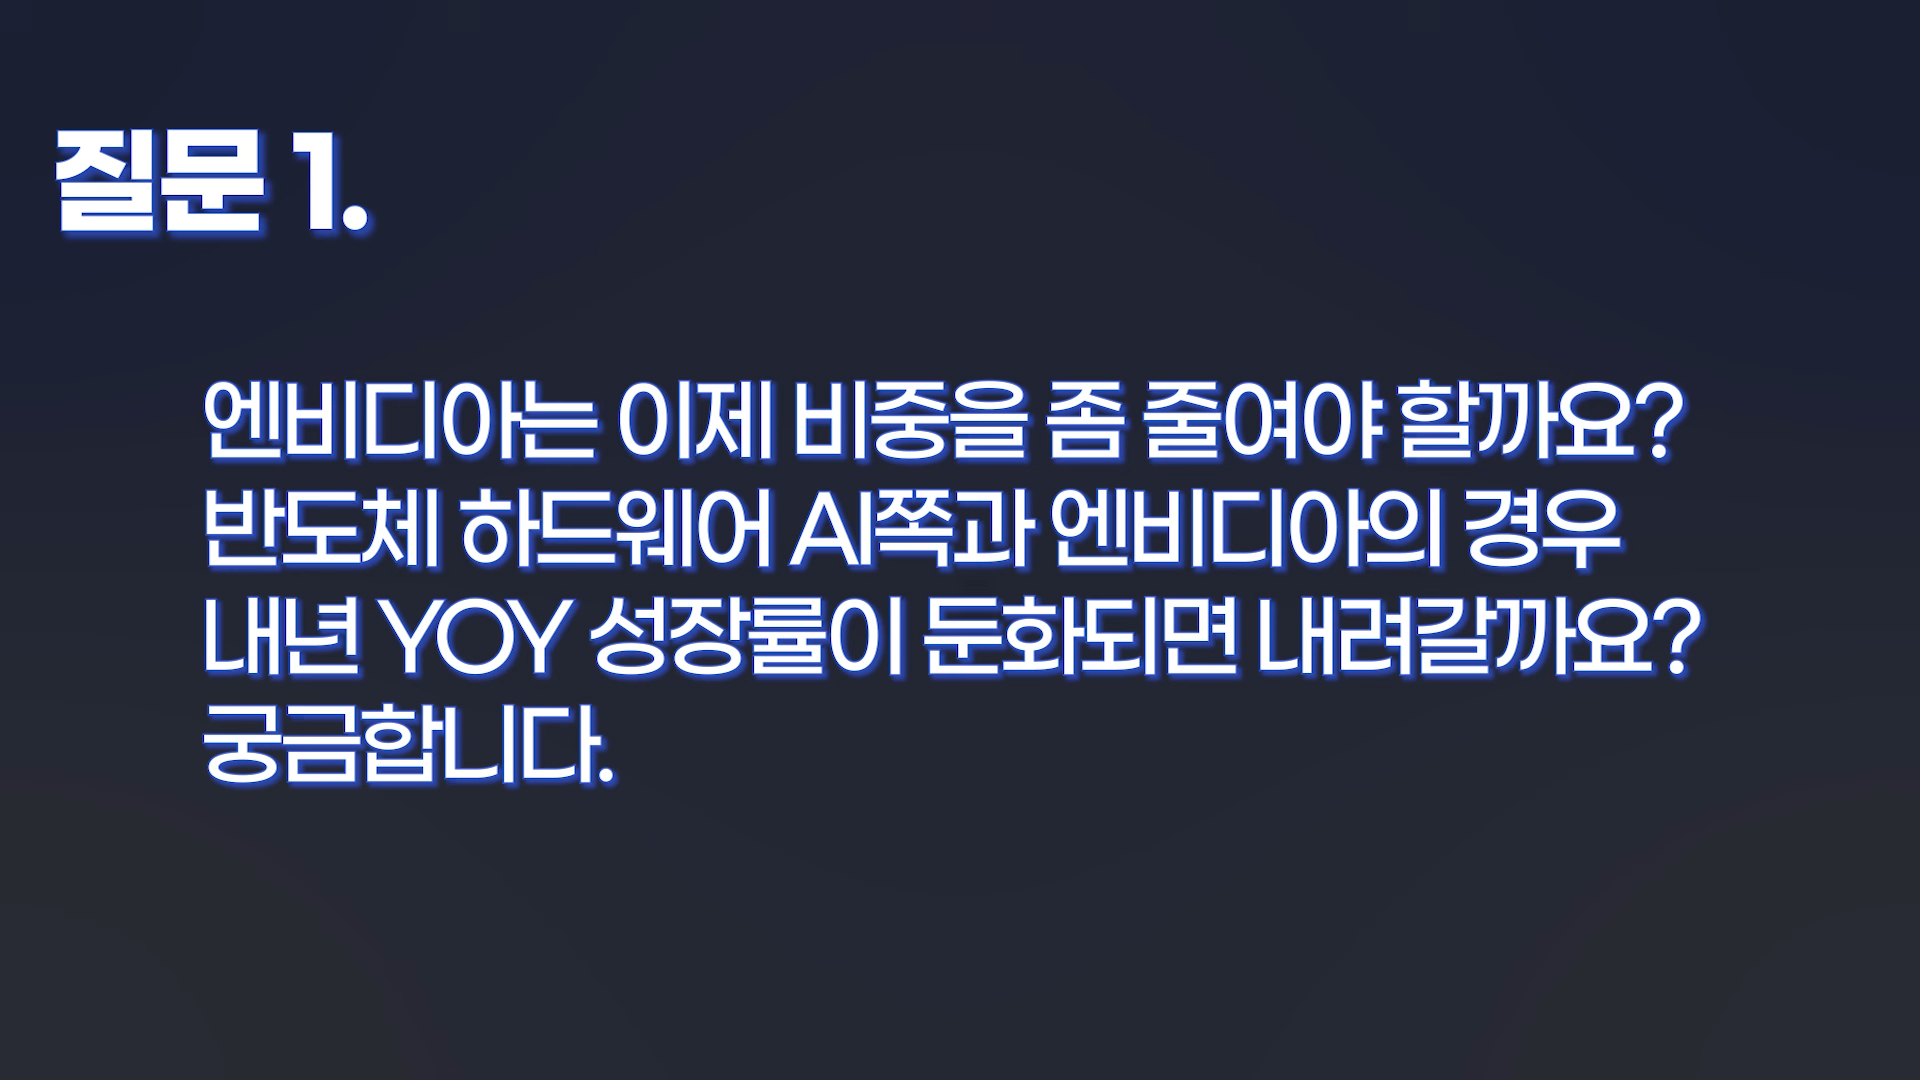 질문 1.
엔비디아는 이제 비중을 좀 줄여야 할까요?
반도체 하드웨어 AI쪽과 엔비디아의 경우
내년 YOY 성장률이 둔화되면 내려갈까요?
궁금합니다.